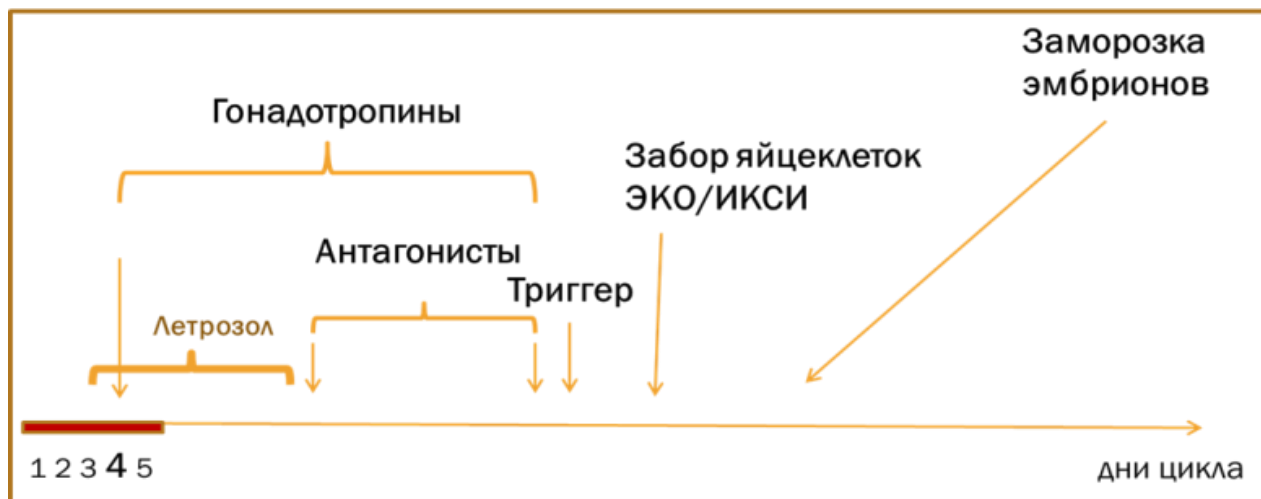 Заморозка
эмбрионов
Гонадотропины
Забор яйцеклеток
ЭКО/ИКСИ
Антагонисты
Триггер
Летрозол
1 2 3 4 5
дни цикла